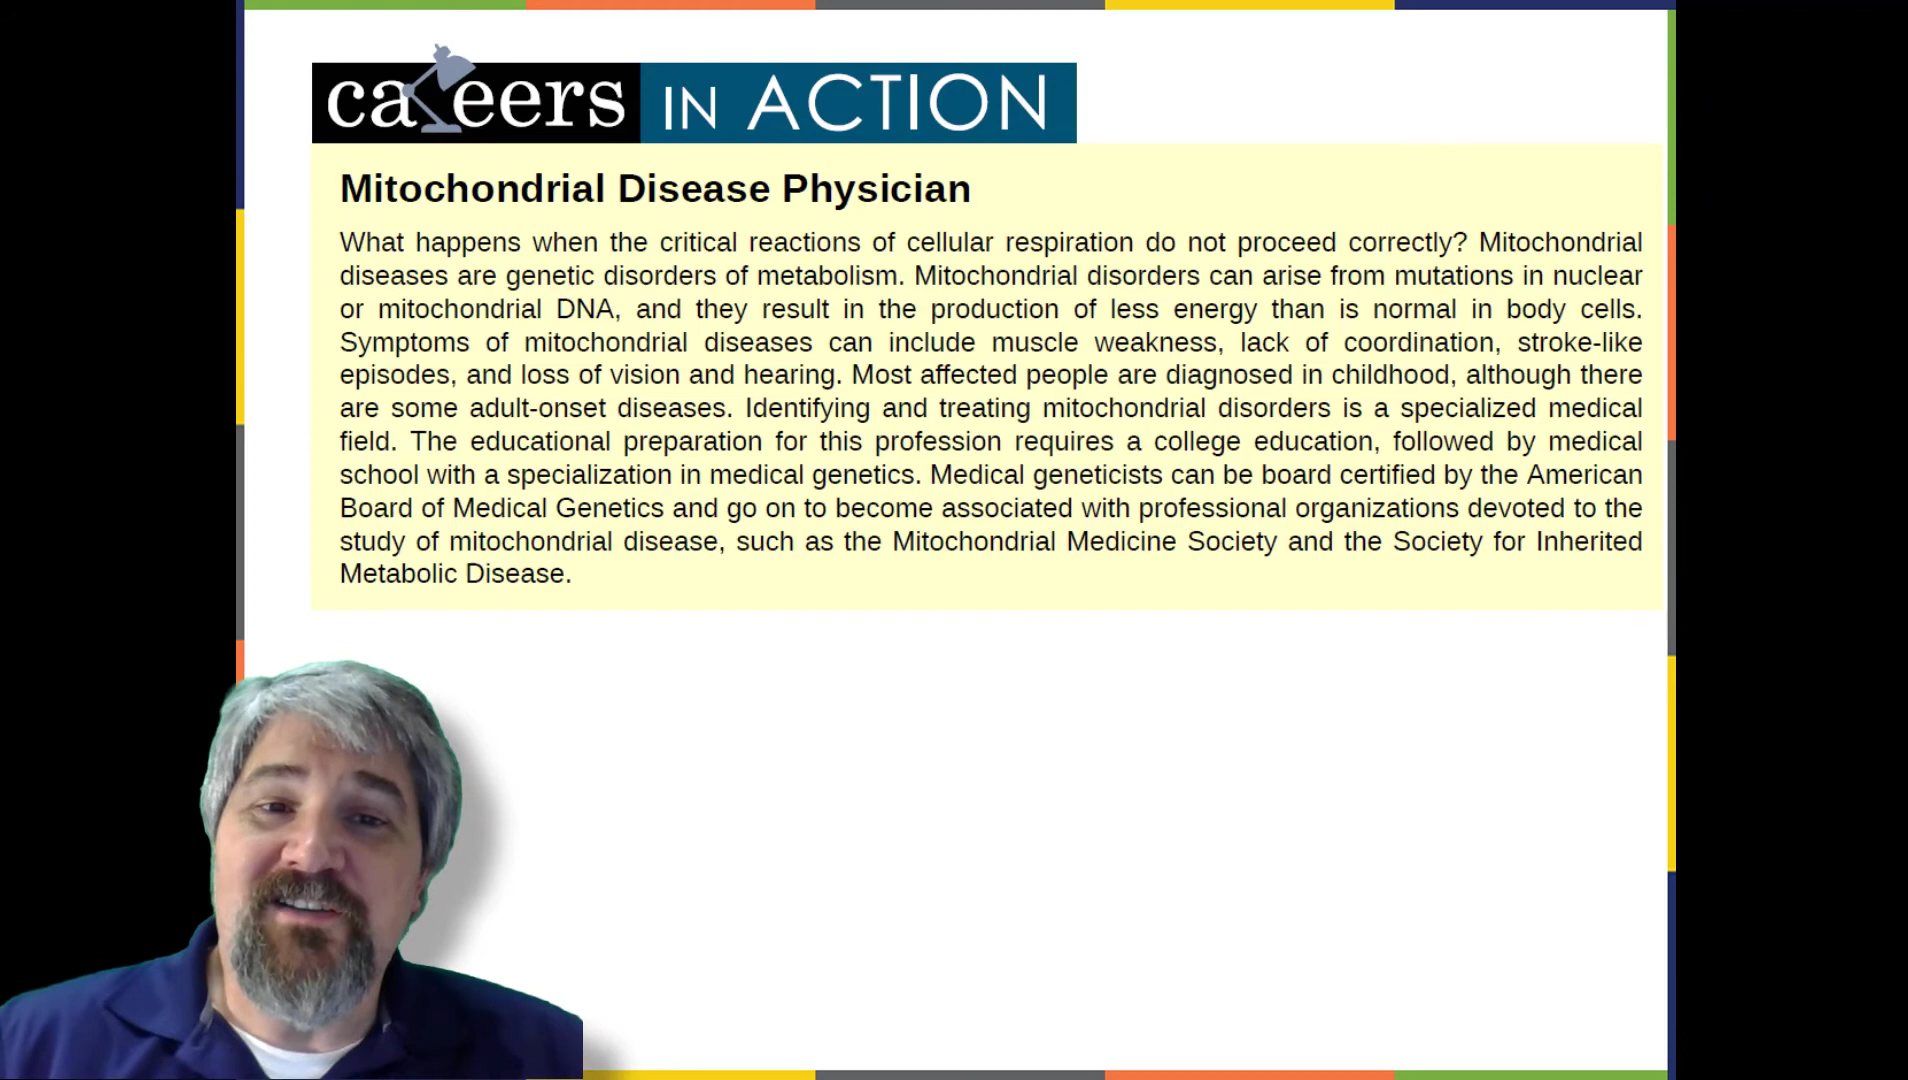 careers IN ACTION
Mitochondrial Disease Physician
What happens when the critical reactions of cellular respiration do not proceed correctly? Mitochondrial
diseases are genetic disorders of metabolism. Mitochondrial disorders can arise from mutations in nuclear
or mitochondrial DNA, and they result in the production of less energy than is normal in body cells.
Symptoms of mitochondrial diseases can include muscle weakness, lack of coordination, stroke-like
episodes, and loss of vision and hearing. Most affected people are diagnosed in childhood, although there
are some adult-onset diseases. Identifying and treating mitochondrial disorders is a specialized medical
field. The educational preparation for this profession requires a college education, followed by medical
school with a specialization in medical genetics. Medical geneticists can be board certified by the American
Board of Medical Genetics and go on to become associated with professional organizations devoted to the
study of mitochondrial disease, such as the Mitochondrial Medicine Society and the Society for Inherited
Metabolic Disease.